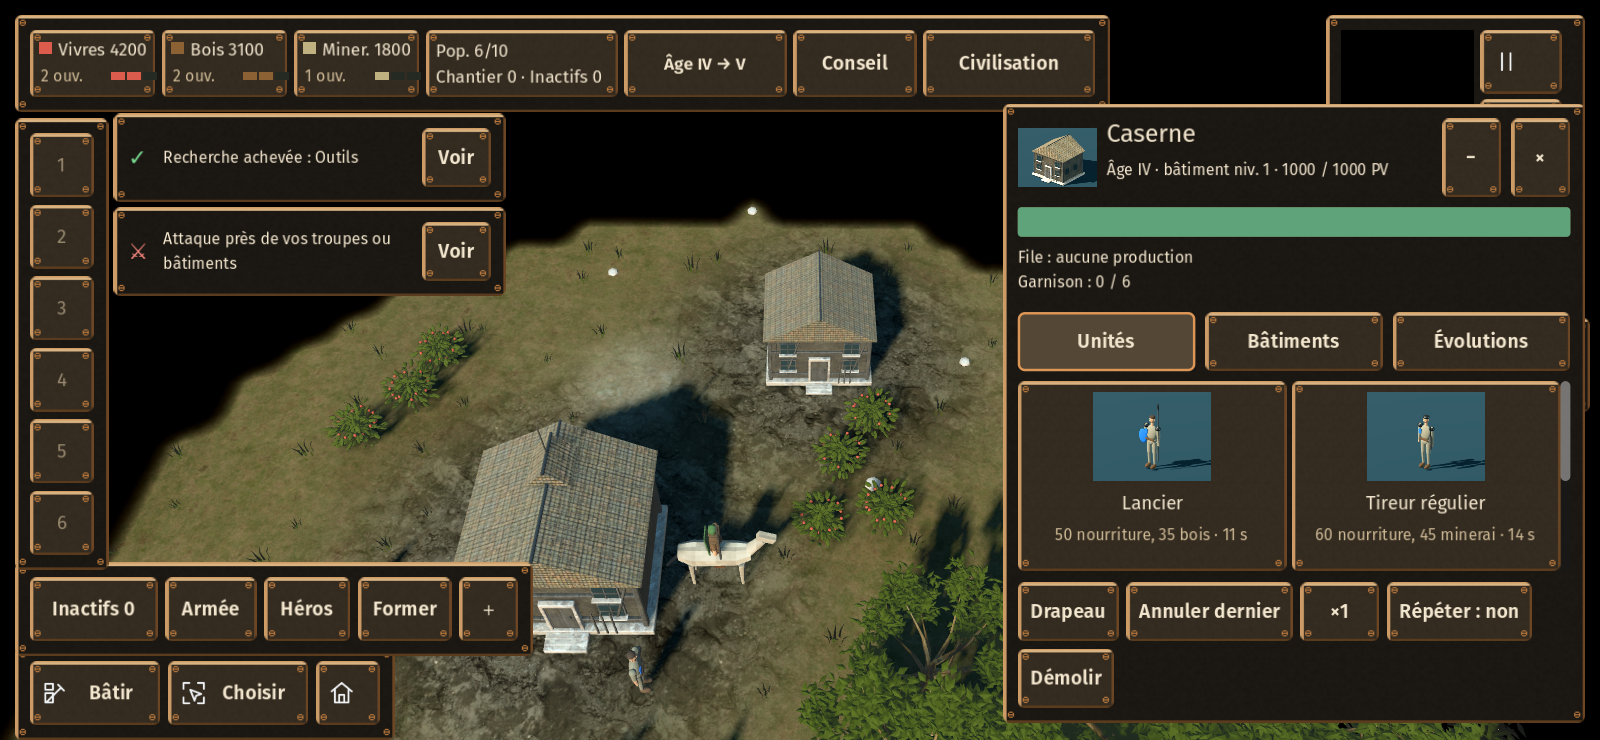 Vivres 4200
2 ouv.
Bois 3100
2 ouv.
Miner. 1800
1 ouv.
Pop. 6/10
Chantier 0 · Inactifs 0
Âge IV → V
Conseil
Civilisation
1
2
3
4
5
6
Recherche achevée : Outils
Voir
Attaque près de vos troupes ou
bâtiments
Voir
Inactifs 0
Armée
Héros
Former
+
Bâtir
Choisir
Caserne
Âge IV · bâtiment niv. 1 · 1000 / 1000 PV
−
×
File : aucune production
Garnison : 0 / 6
Unités
Bâtiments
Évolutions
Lancier
50 nourriture, 35 bois · 11 s
Tireur régulier
60 nourriture, 45 minerai · 14 s
Drapeau
Annuler dernier
×1
Répéter : non
Démolir